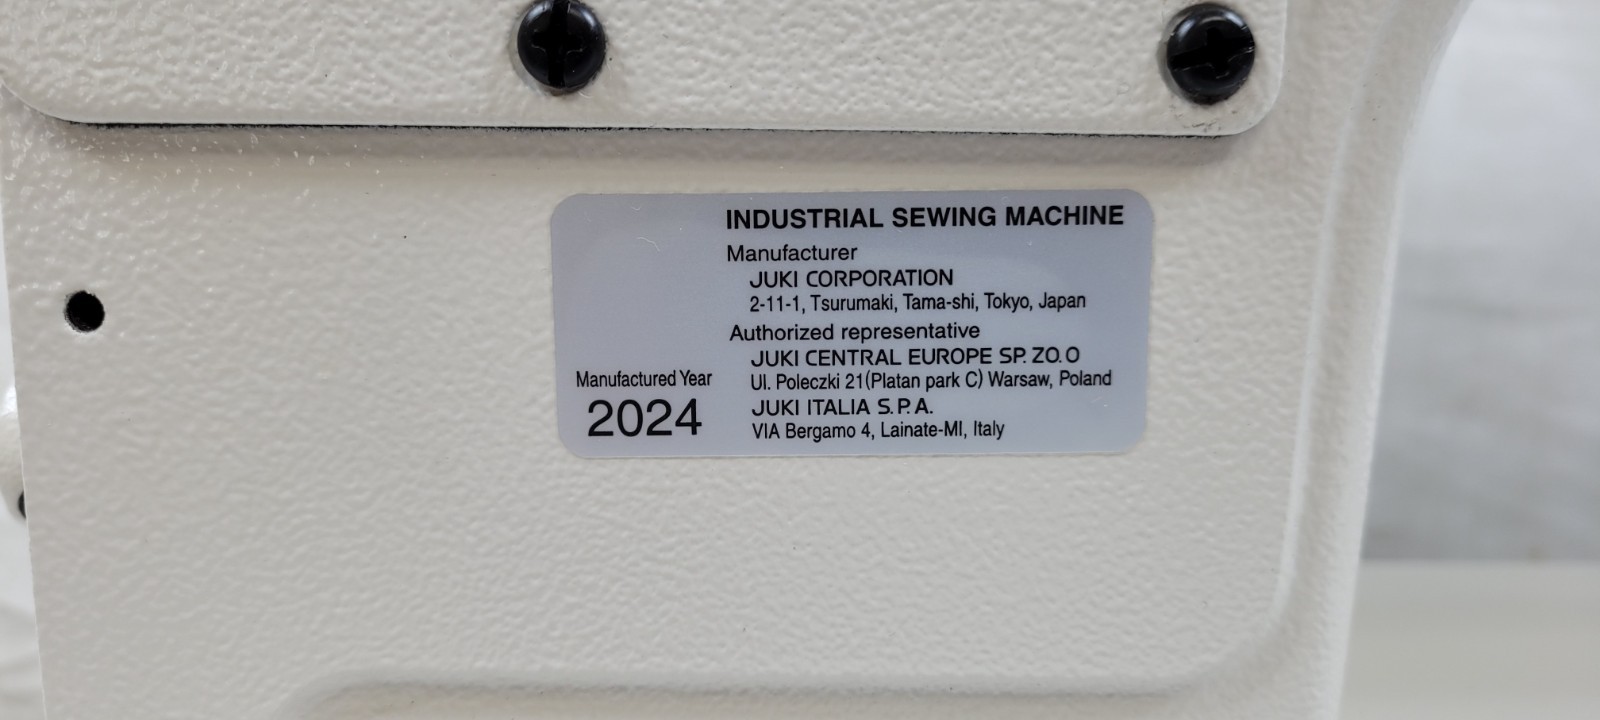 INDUSTRIAL SEWING MACHINE
Manufacturer
JUKI CORPORATION
2-11-1, Tsurumaki, Tama-shi, Tokyo, Japan
Authorized representative
JUKI CENTRAL EUROPE SP. ZO.O
Ul. Poleczki 21(Platan park C) Warsaw, Poland
JUKI ITALIA S.P.A.
VIA Bergamo 4, Lainate-MI, Italy
Manufactured Year
2024